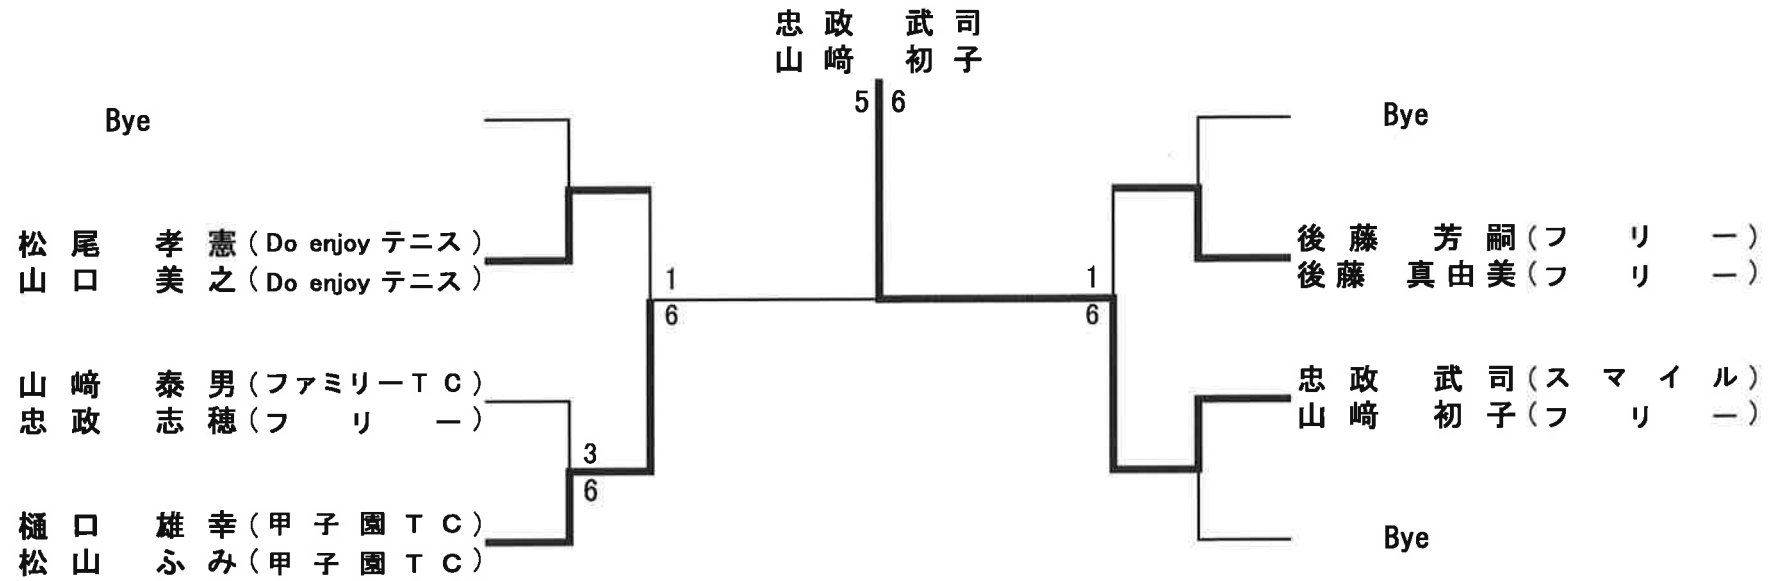 忠政 武司
山﨑 初子
5 6
Bye
松尾 孝憲(Do enjoy テニス)
山口 美之(Do enjoy テニス)
1
6
山﨑 泰男(ファミリーTC)
忠政 志穂(フリー)
3
6
樋口 雄幸(甲子園TC)
松山 ふみ(甲子園TC)
Bye
後藤 芳嗣(フリー)
後藤 真由美(フリー)
1
6
忠政 武司(スマイル)
山﨑 初子(フリー)
Bye